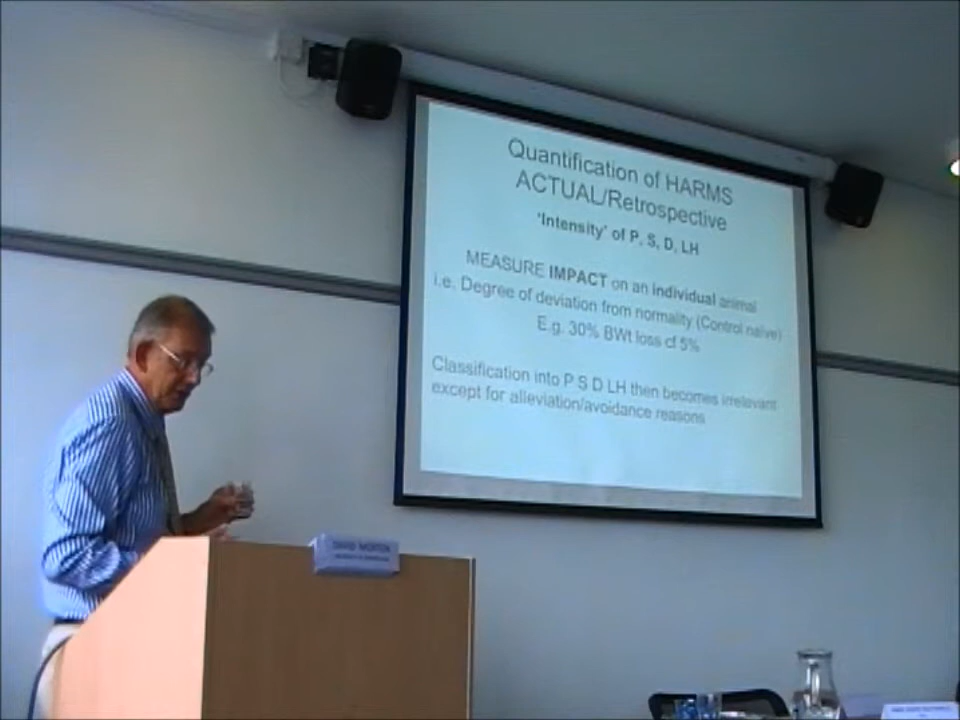 Quantification of HARMS
ACTUAL/Retrospective
'Intensity' of P, S, D, LH
MEASURE IMPACT on an individual animal
i.e. Degree of deviation from normality (Control naive)
E.g. 30% BWt loss cf 5%
Classification into P S D LH then becomes irrelevant
except for alleviation/avoidance reasons
DAVID MORTON